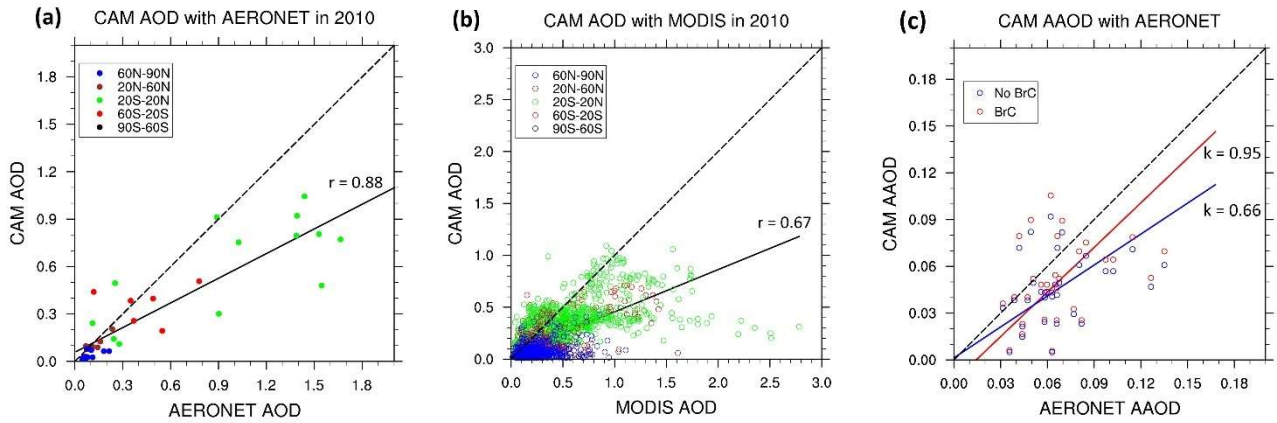 (a)
CAM AOD with AERONET in 2010
1.8
1.5
1.2
0.9
0.6
0.3
0.0
CAM AOD
60N-90N
20N-60N
20S-20N
60S-20S
90S-60S
r = 0.88
0.0 0.3 0.6 0.9 1.2 1.5 1.8
AERONET AOD
(b)
CAM AOD with MODIS in 2010
3.0
2.5
2.0
1.5
1.0
0.5
0.0
CAM AOD
60N-90N
20N-60N
20S-20N
60S-20S
90S-60S
r = 0.67
0.0 0.5 1.0 1.5 2.0 2.5 3.0
MODIS AOD
(c)
CAM AAOD with AERONET
0.18
0.15
0.12
0.09
0.06
0.03
0.00
CAM AAOD
No BrC
BrC
k = 0.95
k = 0.66
0.00 0.03 0.06 0.09 0.12 0.15 0.18
AERONET AAOD